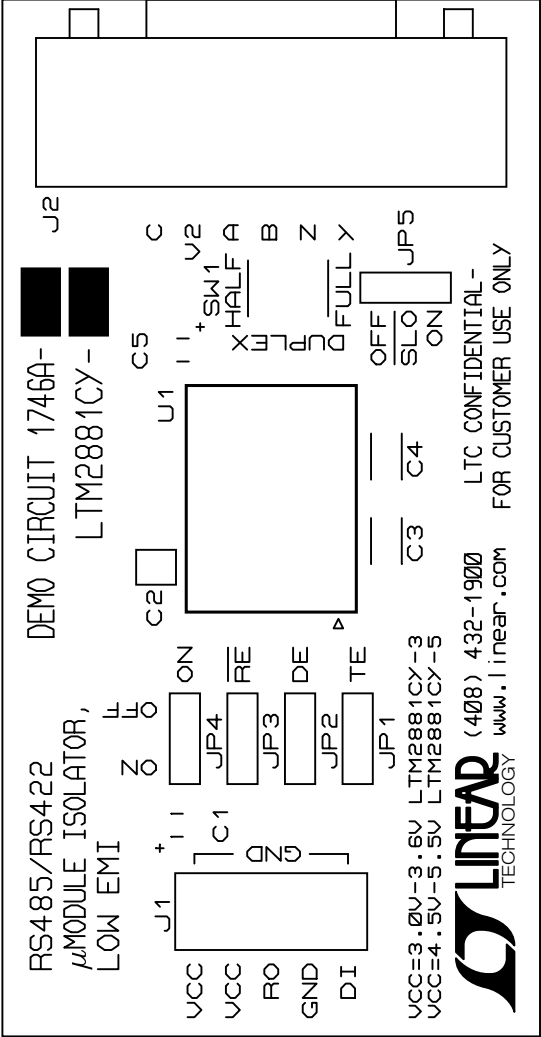 RS485/RS422
µMODULE ISOLATOR,
LOW EMI
DEMO CIRCUIT 1746A-
LTM2881CY-
J2
J1
VCC
VCC
RO
GND
DI
GND
+
C1
ON
OFF
JP4
ON
JP3
RE
JP2
DE
JP1
TE
C2
U1
C5
+
C3
C4
C
V2
A
B
Z
Y
SW1
HALF
FULL
DUPLEX
JP5
OFF
SLO
ON
VCC=3.0V-3.6V LTM2881CY-3
VCC=4.5V-5.5V LTM2881CY-5
LINEAR
TECHNOLOGY
(408) 432-1900
www.linear.com
LTC CONFIDENTIAL-
FOR CUSTOMER USE ONLY